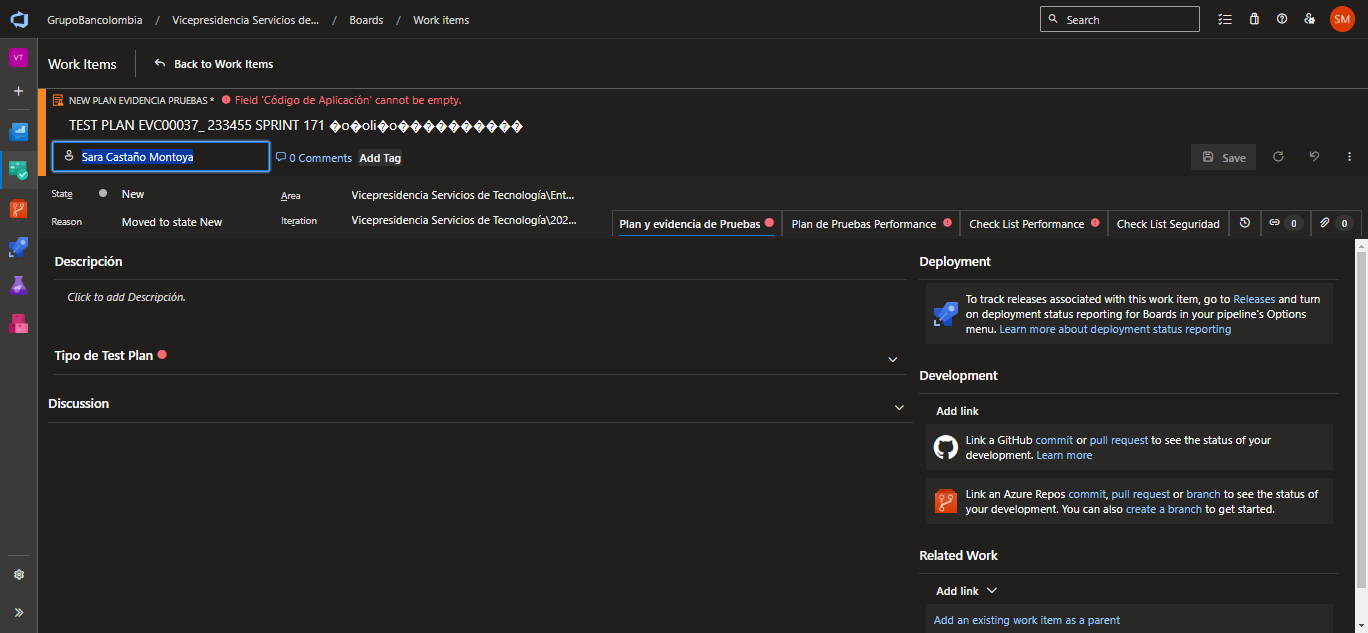 GrupoBancolombia / Vicepresidencia Servicios de... / Boards / Work items
Search
SM
VT
Work Items
Back to Work Items
NEW PLAN EVIDENCIA PRUEBAS * Field 'Código de Aplicación' cannot be empty.
TEST PLAN EVC00037_ 233455 SPRINT 171 �o�oli�o����������
Sara Castaño Montoya
0 Comments
Add Tag
Save
State
New
Area
Vicepresidencia Servicios de Tecnología\Ent...
Reason
Moved to state New
Iteration
Vicepresidencia Servicios de Tecnología\202...
Plan y evidencia de Pruebas
Plan de Pruebas Performance
Check List Performance
Check List Seguridad
0
0
Descripción
Click to add Descripción.
Tipo de Test Plan
Discussion
Deployment
To track releases associated with this work item, go to Releases and turn
on deployment status reporting for Boards in your pipeline's Options
menu. Learn more about deployment status reporting
Development
Add link
Link a GitHub commit or pull request to see the status of your
development. Learn more
Link an Azure Repos commit, pull request or branch to see the status of
your development. You can also create a branch to get started.
Related Work
Add link
Add an existing work item as a parent